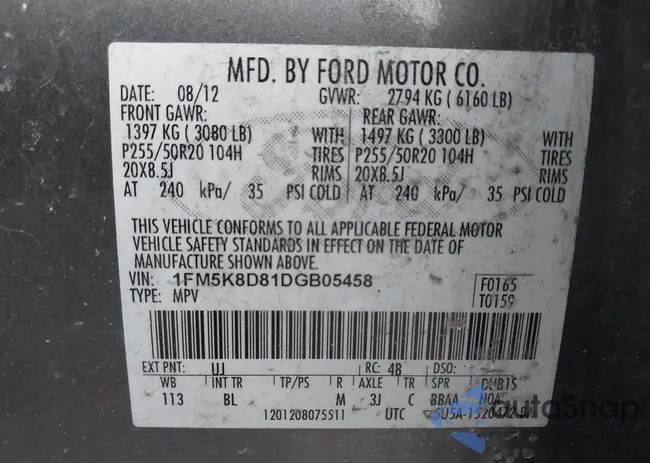 MFD. BY FORD MOTOR CO.
DATE: 08/12 GVWR: 2794 KG ( 6160 LB)
FRONT GAWR: REAR GAWR:
1397 KG ( 3080 LB) WITH 1497 KG ( 3300 LB) WITH
P255/50R20 104H TIRES P255/50R20 104H TIRES
20X8.5J RIMS 20X8.5J RIMS
AT 240 kPa/ 35 PSI COLD AT 240 kPa/ 35 PSI COLD
THIS VEHICLE CONFORMS TO ALL APPLICABLE FEDERAL MOTOR
VEHICLE SAFETY STANDARDS IN EFFECT ON THE DATE OF
MANUFACTURE SHOWN ABOVE.
VIN: 1FM5K8D81DGB05458 F0165
TYPE: MPV T0159
EXT PNT: UJ RC: 48 DSO:
WB INT TR TP/PS R AXLE TR SPR
113 BL M 3J C BBAA N0A
1201208075511 UTC
autoSnap